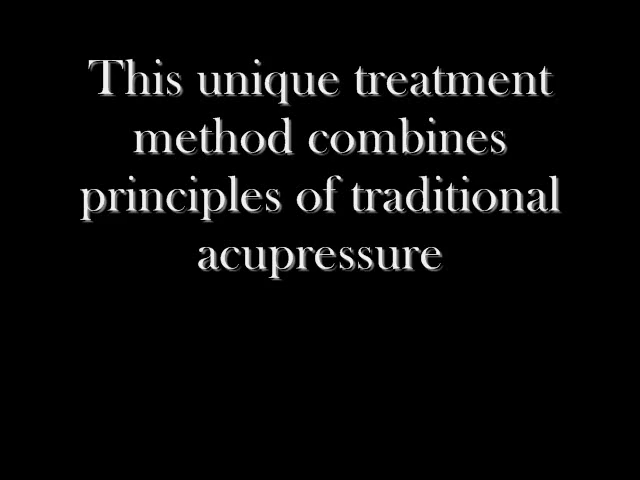 This unique treatment
method combines
principles of traditional
acupressure